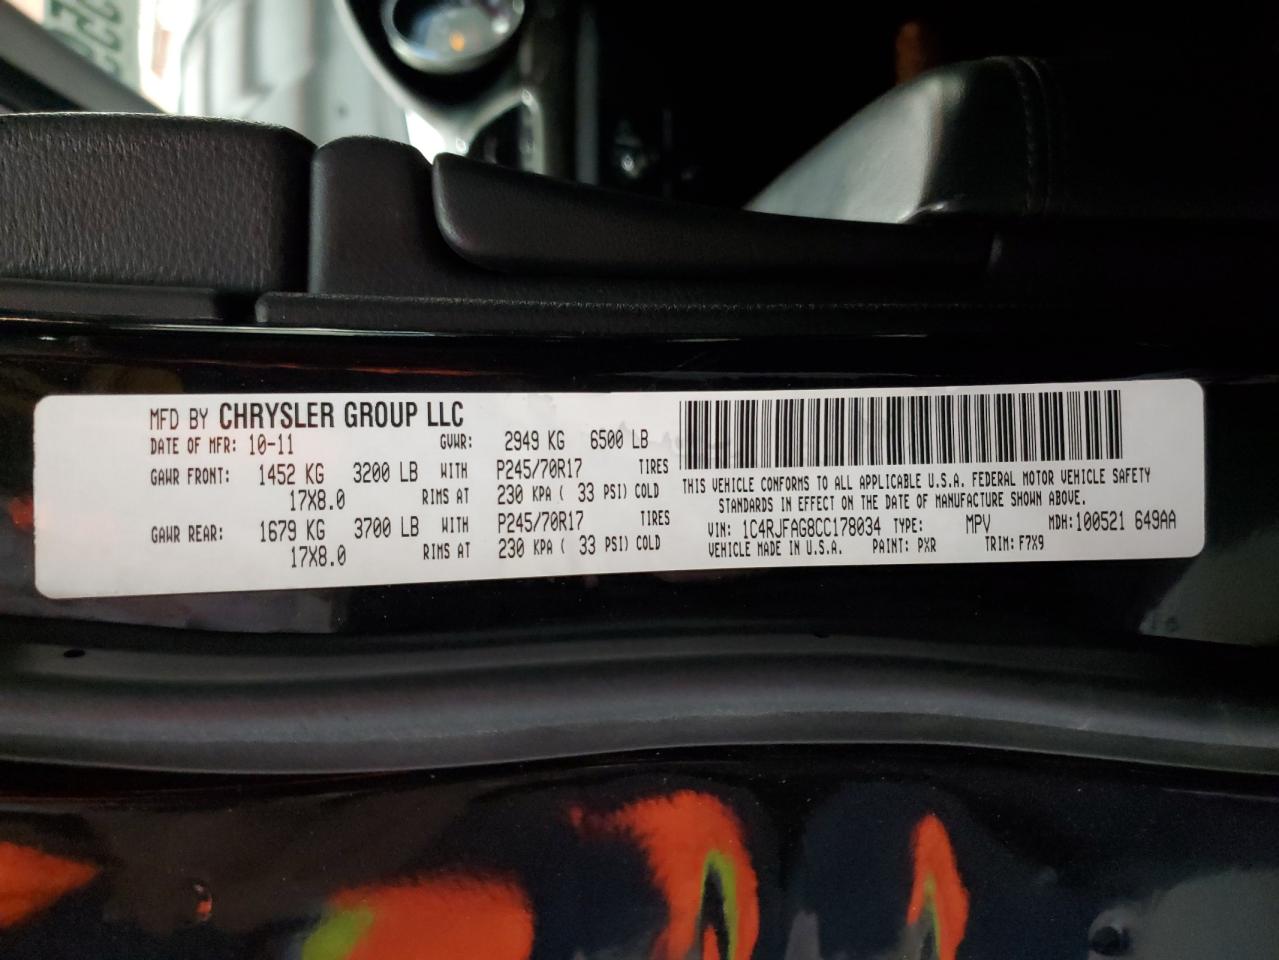 MFD BY CHRYSLER GROUP LLC
DATE OF MFR: 10-11 GVWR: 2949 KG 6500 LB
GAWR FRONT: 1452 KG 3200 LB WITH P245/70R17 TIRES
17X8.0 RIMS AT 230 KPA ( 33 PSI) COLD
GAWR REAR: 1679 KG 3700 LB WITH P245/70R17 TIRES
17X8.0 RIMS AT 230 KPA ( 33 PSI) COLD
THIS VEHICLE CONFORMS TO ALL APPLICABLE U.S.A. FEDERAL MOTOR VEHICLE SAFETY
STANDARDS IN EFFECT ON THE DATE OF MANUFACTURE SHOWN ABOVE.
VIN: 1C4RJFAG8CC178034 TYPE: MPV MDH:100521 649AA
VEHICLE MADE IN U.S.A. PAINT: PXR TRIM: F7X9